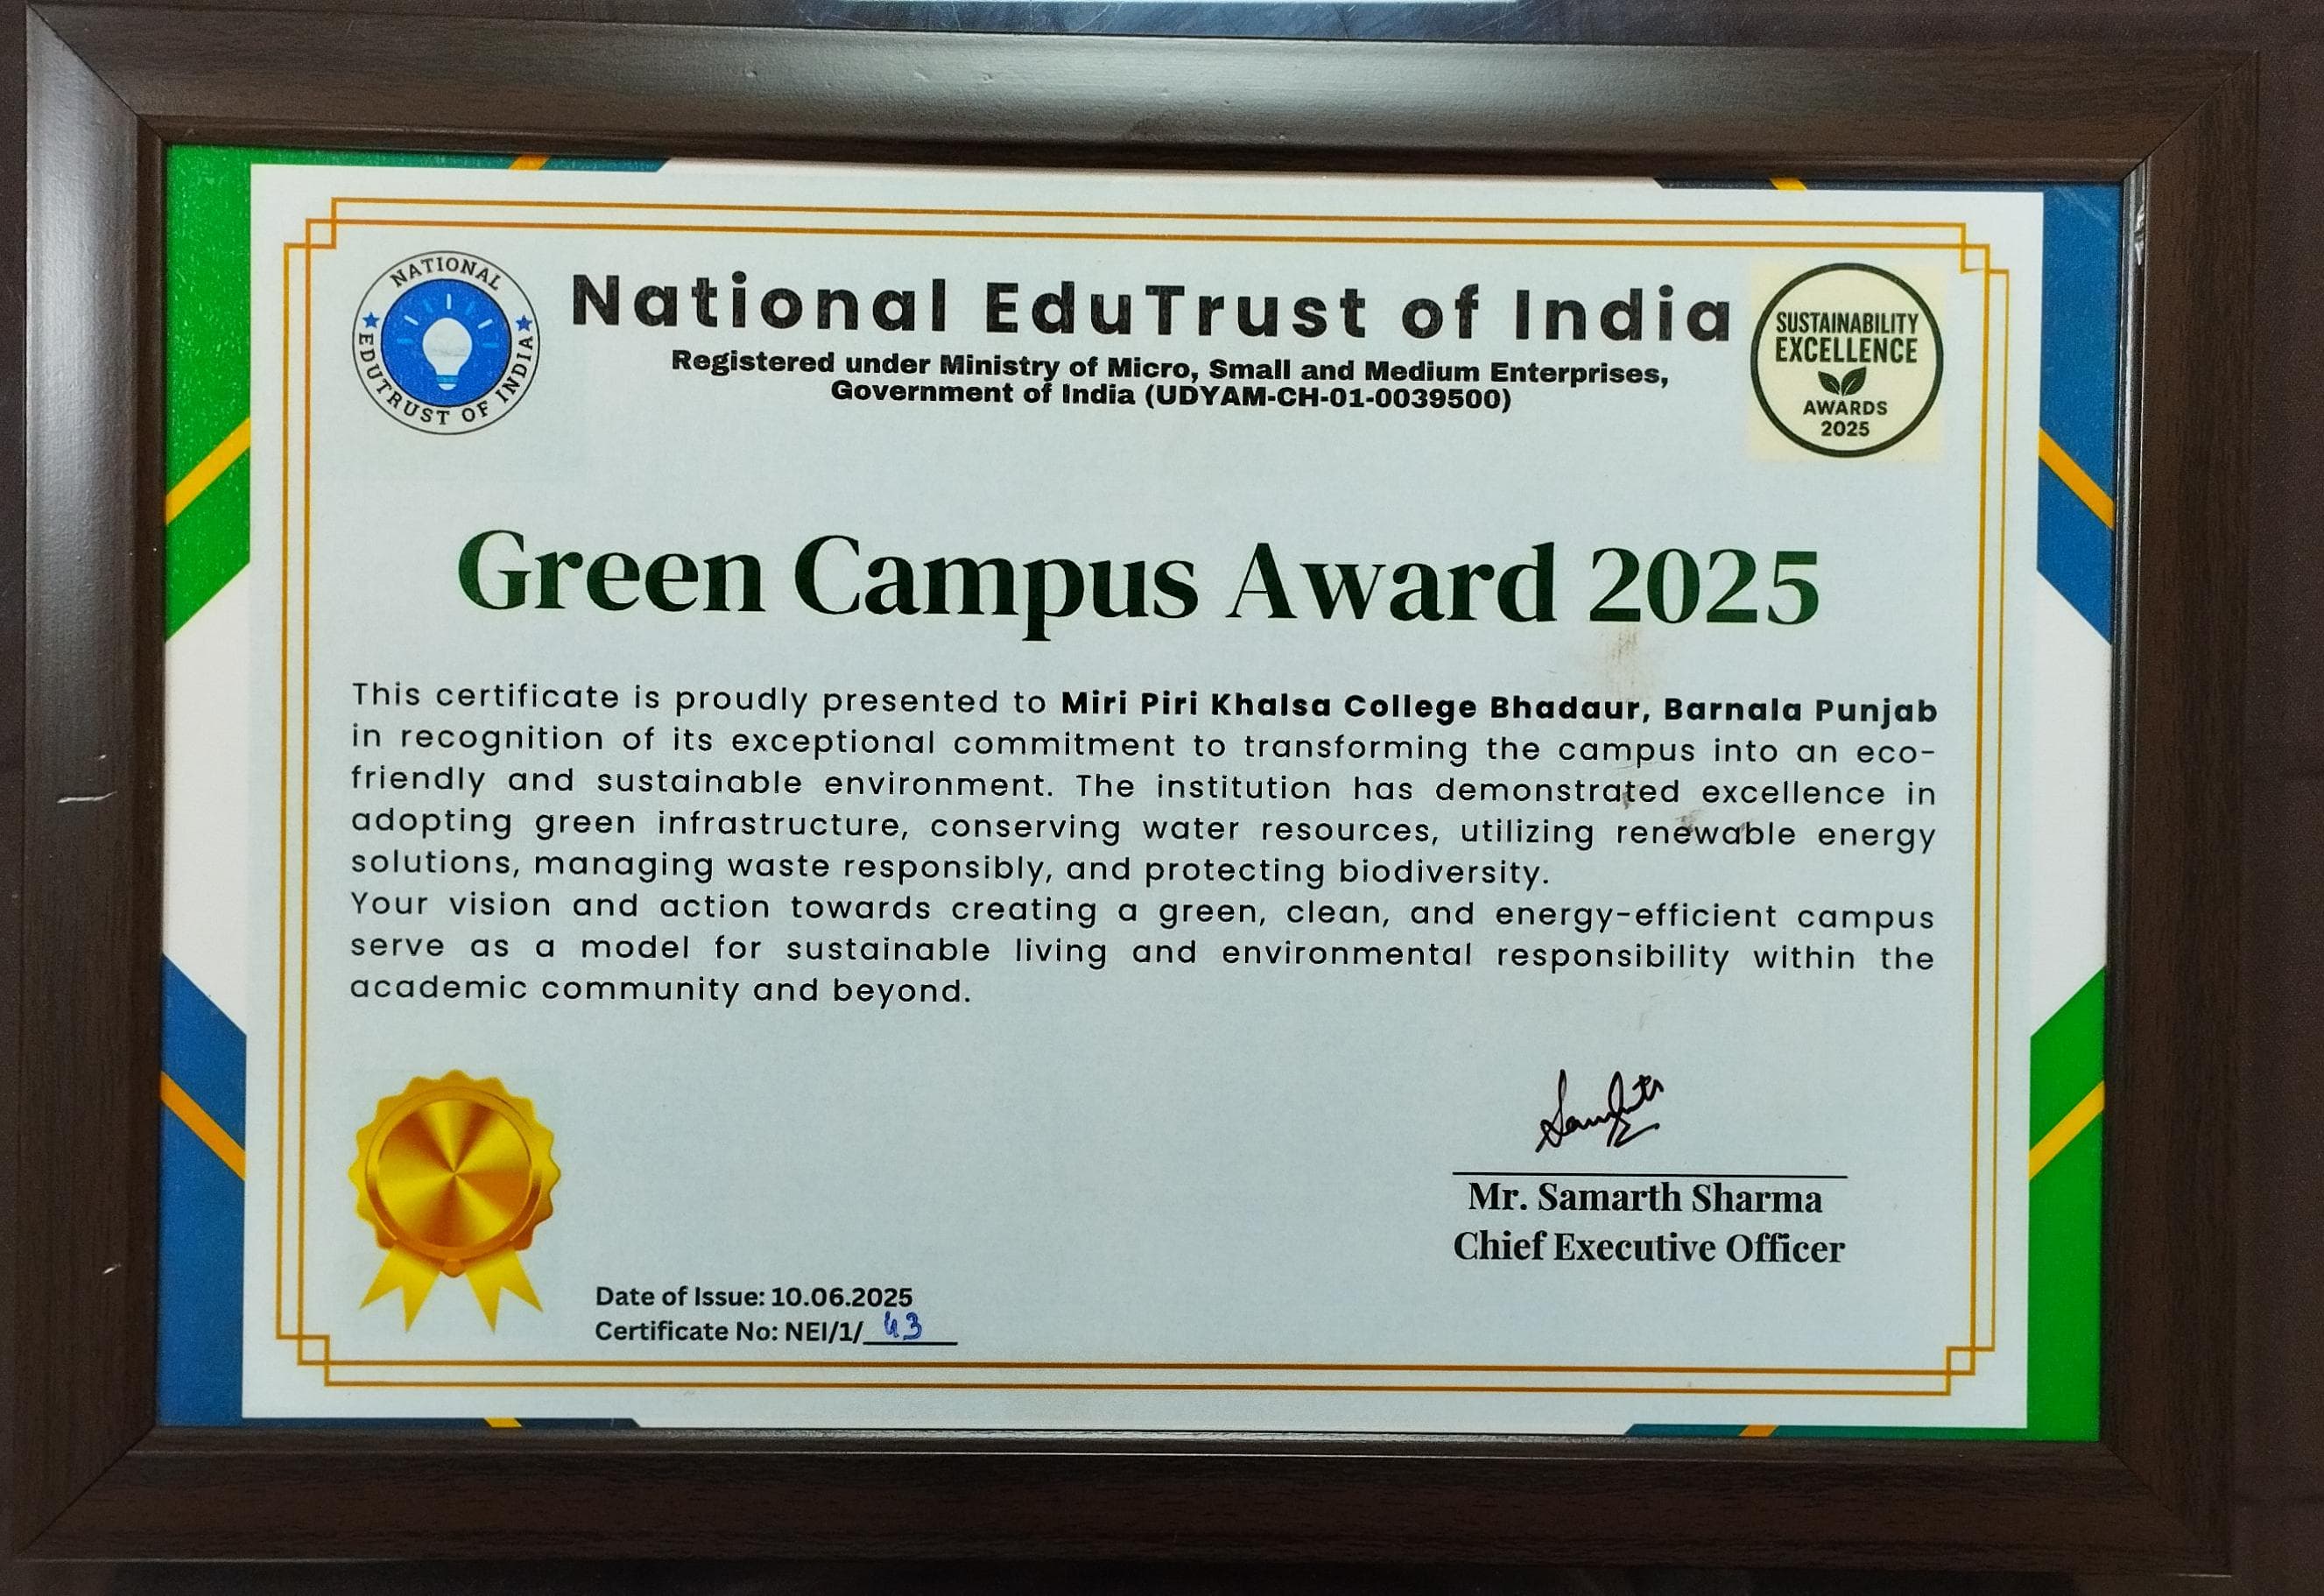 NATIONAL
EDUTRUST OF INDIA
National EduTrust of India
Registered under Ministry of Micro, Small and Medium Enterprises,
Government of India (UDYAM-CH-01-0039500)
SUSTAINABILITY
EXCELLENCE
AWARDS
2025
Green Campus Award 2025
This certificate is proudly presented to Miri Piri Khalsa College Bhadaur, Barnala Punjab
in recognition of its exceptional commitment to transforming the campus into an eco-
friendly and sustainable environment. The institution has demonstrated excellence in
adopting green infrastructure, conserving water resources, utilizing renewable energy
solutions, managing waste responsibly, and protecting biodiversity.
Your vision and action towards creating a green, clean, and energy-efficient campus
serve as a model for sustainable living and environmental responsibility within the
academic community and beyond.
Mr. Samarth Sharma
Chief Executive Officer
Date of Issue: 10.06.2025
Certificate No: NEI/1/43